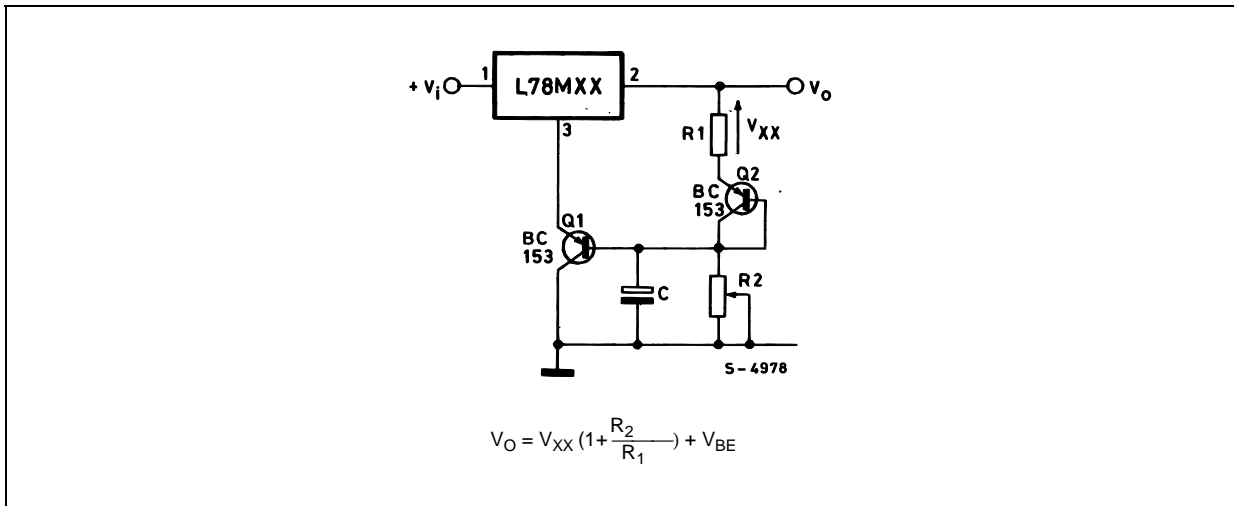 L78MXX
+ Vi
1
2
3
Vo
R1
VXX
Q2
BC
153
Q1
BC
153
C
R2
S-4978
VO = VXX (1+ R2 / R1 ) + VBE